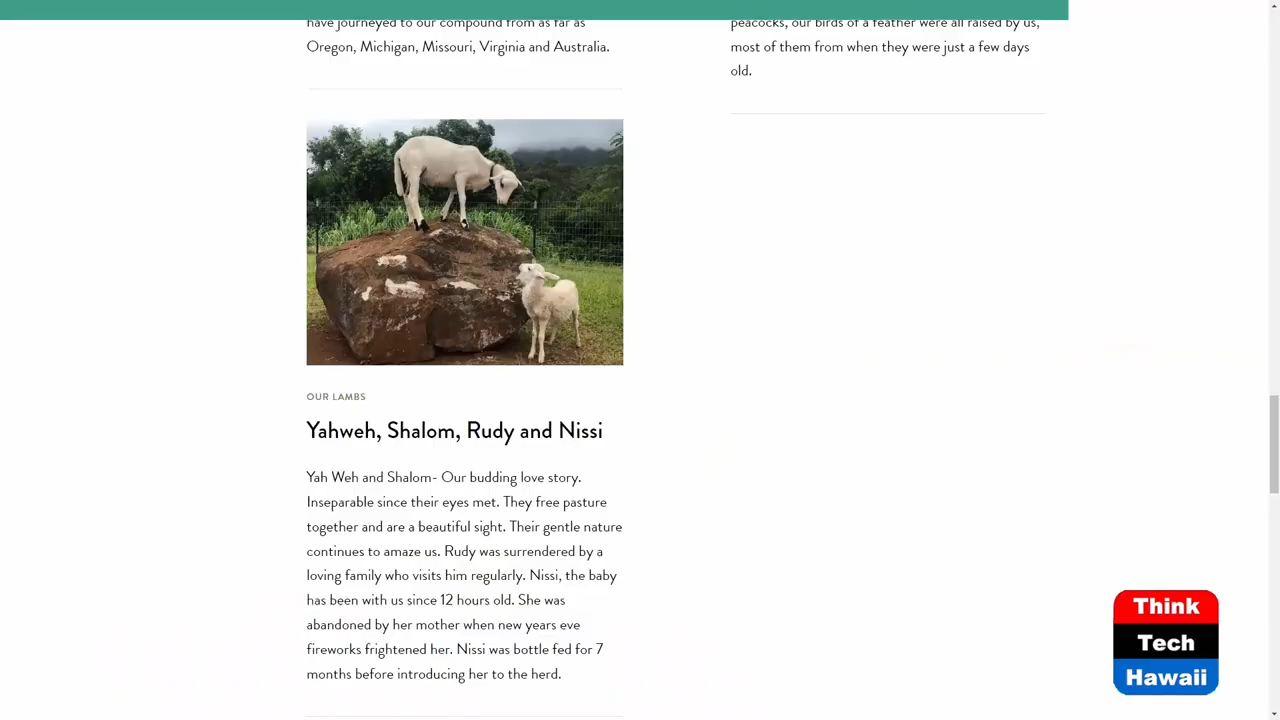 have journeyed to our compound from as far as
Oregon, Michigan, Missouri, Virginia and Australia.
peacocks, our birds of a feather were all raised by us,
most of them from when they were just a few days
old.
OUR LAMBS
Yahweh, Shalom, Rudy and Nissi
Yah Weh and Shalom- Our budding love story.
Inseparable since their eyes met. They free pasture
together and are a beautiful sight. Their gentle nature
continues to amaze us. Rudy was surrendered by a
loving family who visits him regularly. Nissi, the baby
has been with us since 12 hours old. She was
abandoned by her mother when new years eve
fireworks frightened her. Nissi was bottle fed for 7
months before introducing her to the herd.
Think
Tech
Hawaii